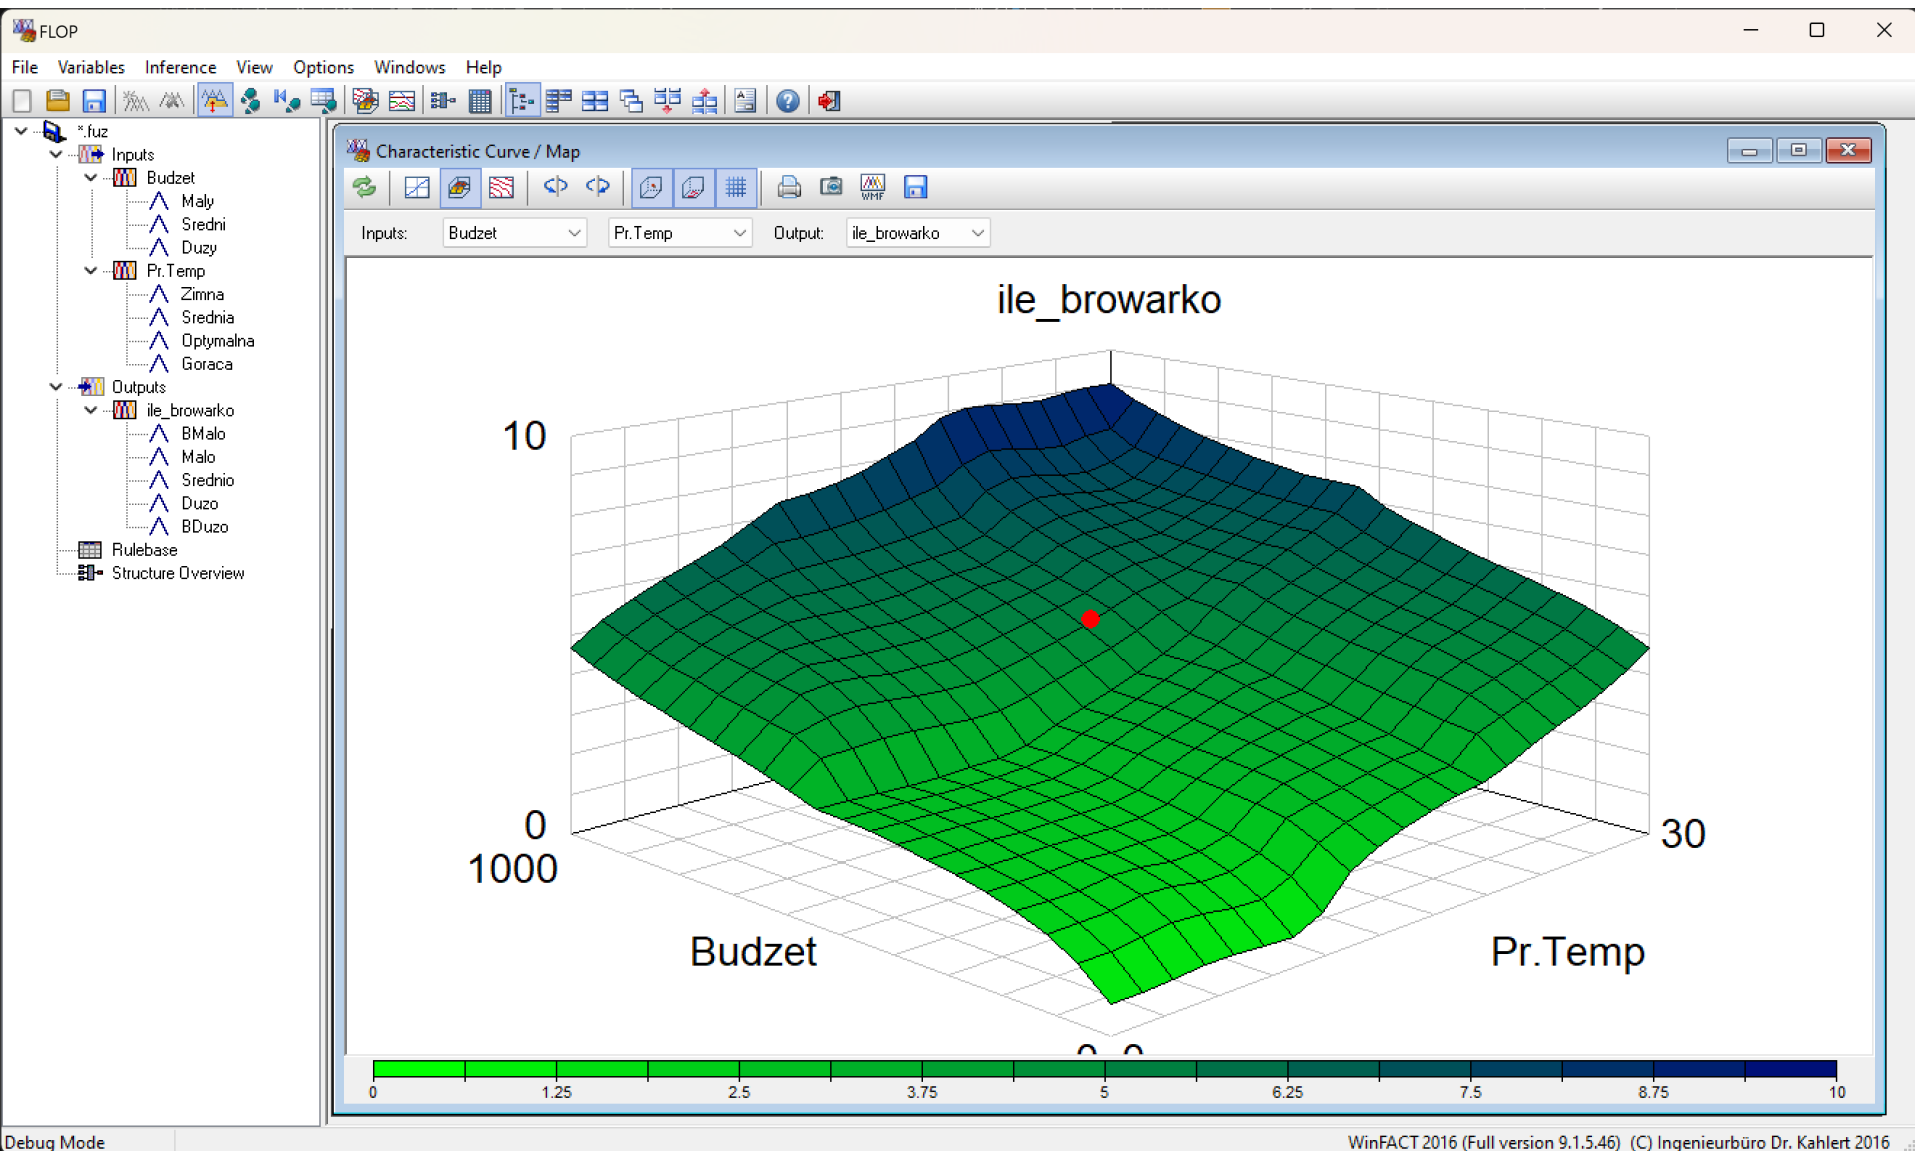 FLOP
File Variables Inference View Options Windows Help
*.fuz
Inputs
Budzet
Maly
Sredni
Duzy
Pr.Temp
Zimna
Srednia
Optymalna
Goraca
Outputs
ile_browarko
BMalo
Malo
Srednio
Duzo
BDuzo
Rulebase
Structure Overview
Characteristic Curve / Map
WMF
Inputs: Budzet Pr.Temp Output: ile_browarko
ile_browarko
10
0
1000
30
Budzet
Pr.Temp
0 0
0 1.25 2.5 3.75 5 6.25 7.5 8.75 10
Debug Mode
WinFACT 2016 (Full version 9.1.5.46) (C) Ingenieurbüro Dr. Kahlert 2016